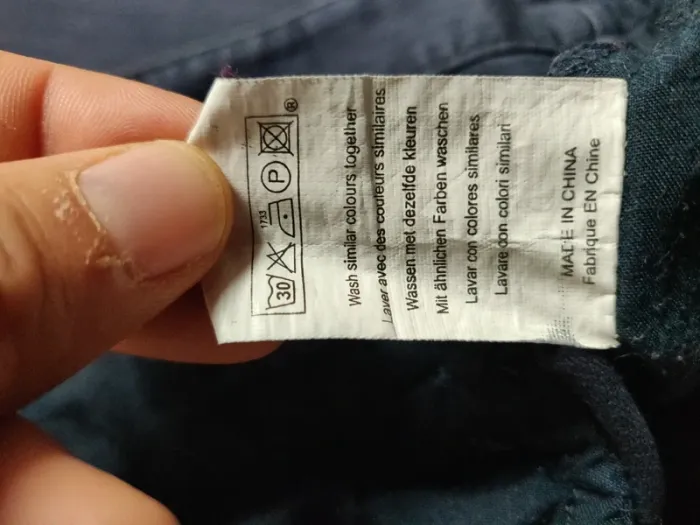 30
1733
P
®
Wash similar colours together
Laver avec des couleurs similaires
Wassen met dezelfde kleuren
Mit ähnlichen Farben waschen
Lavar con colores similares
Lavare con colori similari
MADE IN CHINA
Fabrique EN Chine